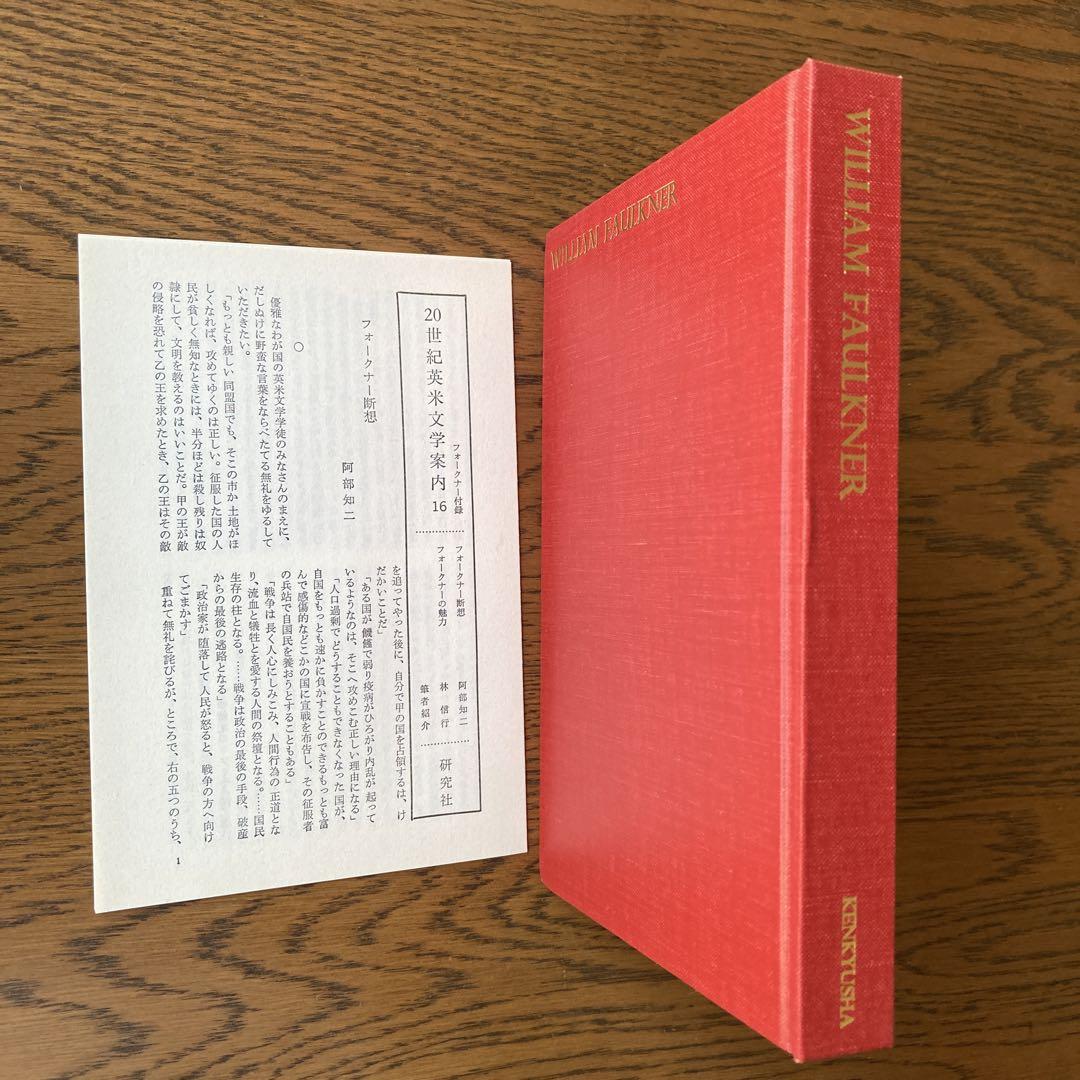 20世紀英米文学案内 16
フォークナー付録
フォークナー断想 阿部知二
フォークナーの魅力 林 信行
筆者紹介
研究社
フォークナー断想
阿部知二
○
優雅なわが国の英米文学学徒のみなさんのまえに、
だしぬけに野蛮な言葉をならべたてる無礼をゆるして
いただきたい。
「もっとも親しい同盟国でも、そこの市か土地がほ
しくなれば、攻めてゆくのは正しい。征服した国の人
民が貧しく無知なときには、半分ほどは殺し残りは奴
隷にして、文明を教えるのはいいことだ。甲の王が敵
の侵略を恐れて乙の王を求めたとき、乙の王はその敵
を追ってやった後に、自分で甲の国を占領するは、け
だかいことだ」
「ある国が饑饉で弱り疫病がひろがり内乱が起って
いるようなのは、そこへ攻めこむ正しい理由になる」
「人口過剰でどうすることもできなくなった国が、
自国をもっとも速かに負かすことのできるもっとも富
んで感傷的などこかの国に宣戦を布告し、その征服者
の兵站で自国民を養おうとすることもある」
「戦争は長く人心にしみこみ、人間行為の正道とな
り、流血と犠牲とを愛する人間の祭壇となる。……国民
生存の柱となる。……戦争は政治の最後の手段、破産
からの最後の逃路となる」
「政治家が堕落して人民が怒ると、戦争の方へ向け
てごまかす」
重ねて無礼を詫びるが、ところで、右の五つのうち、
1
WILLIAM FAULKNER
WILLIAM FAULKNER
KENKYUSHA